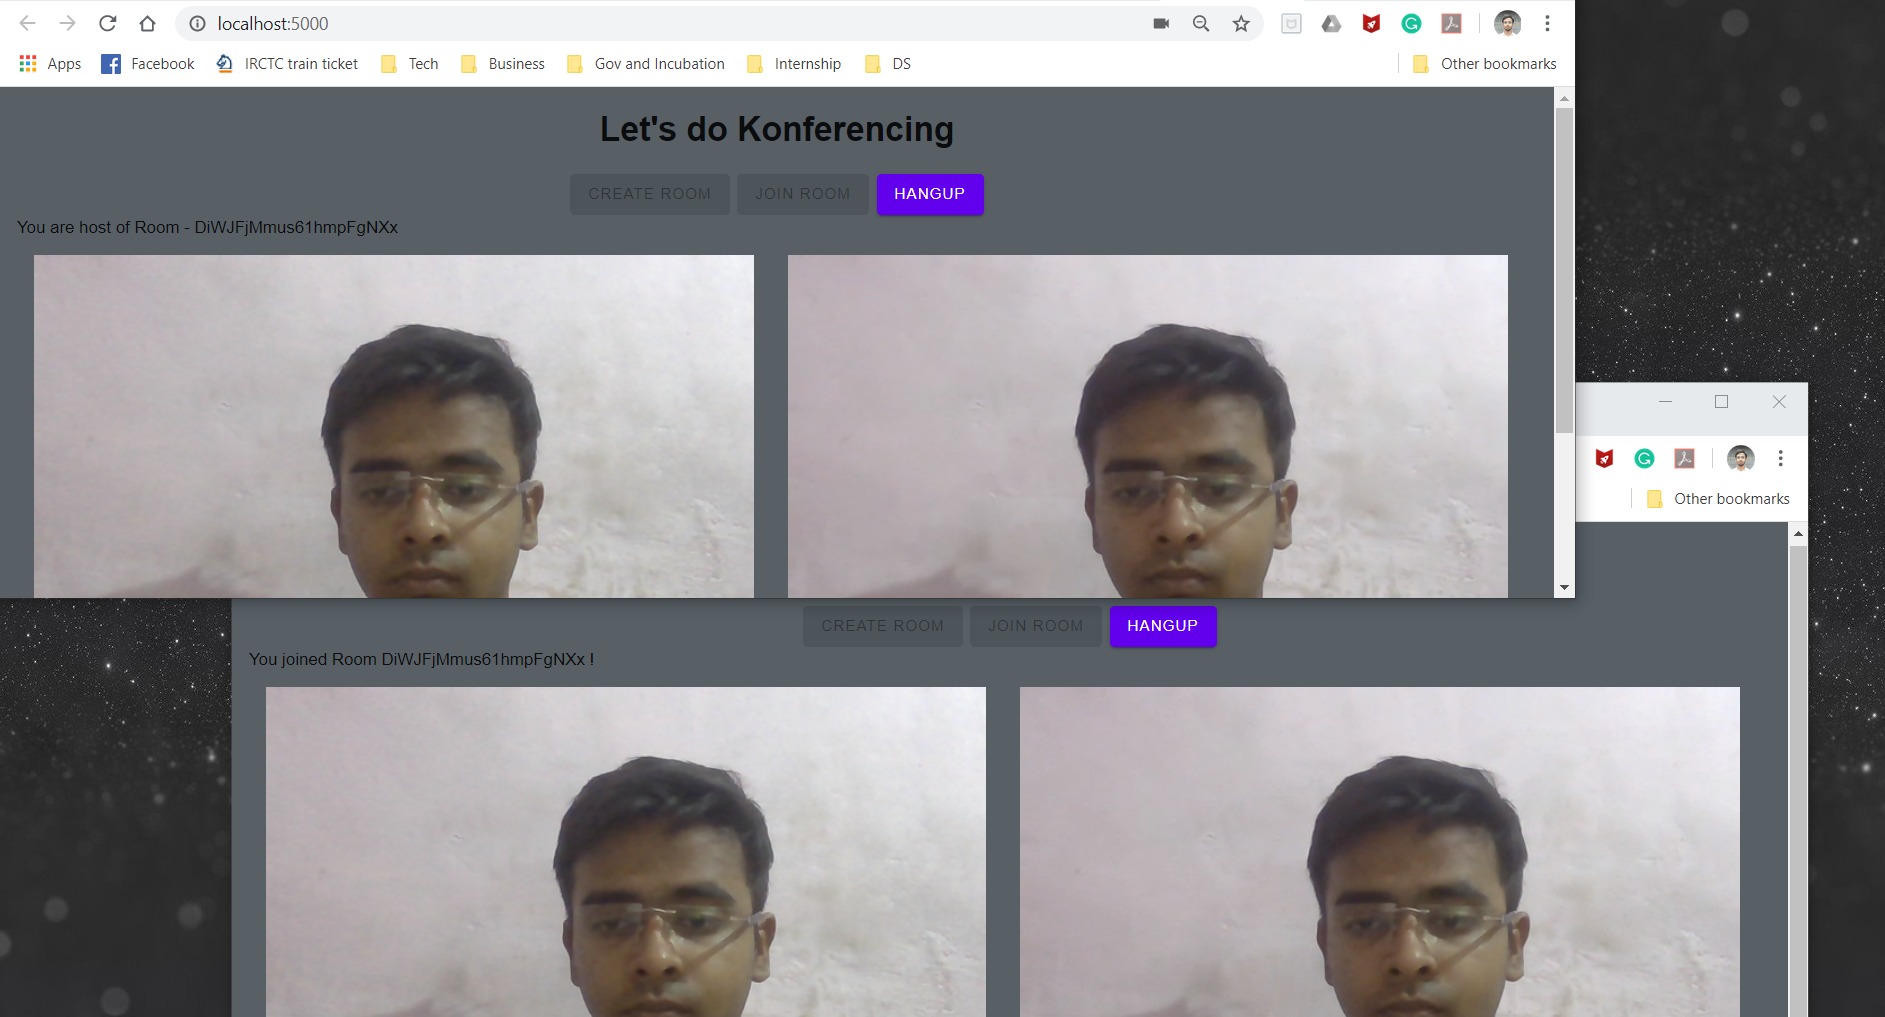 localhost:5000
Apps Facebook IRCTC train ticket Tech Business Gov and Incubation Internship DS Other bookmarks
Let's do Konferencing
CREATE ROOM JOIN ROOM HANGUP
You are host of Room - DiWJFjMmus61hmpFgNXx
Other bookmarks
CREATE ROOM JOIN ROOM HANGUP
You joined Room DiWJFjMmus61hmpFgNXx !